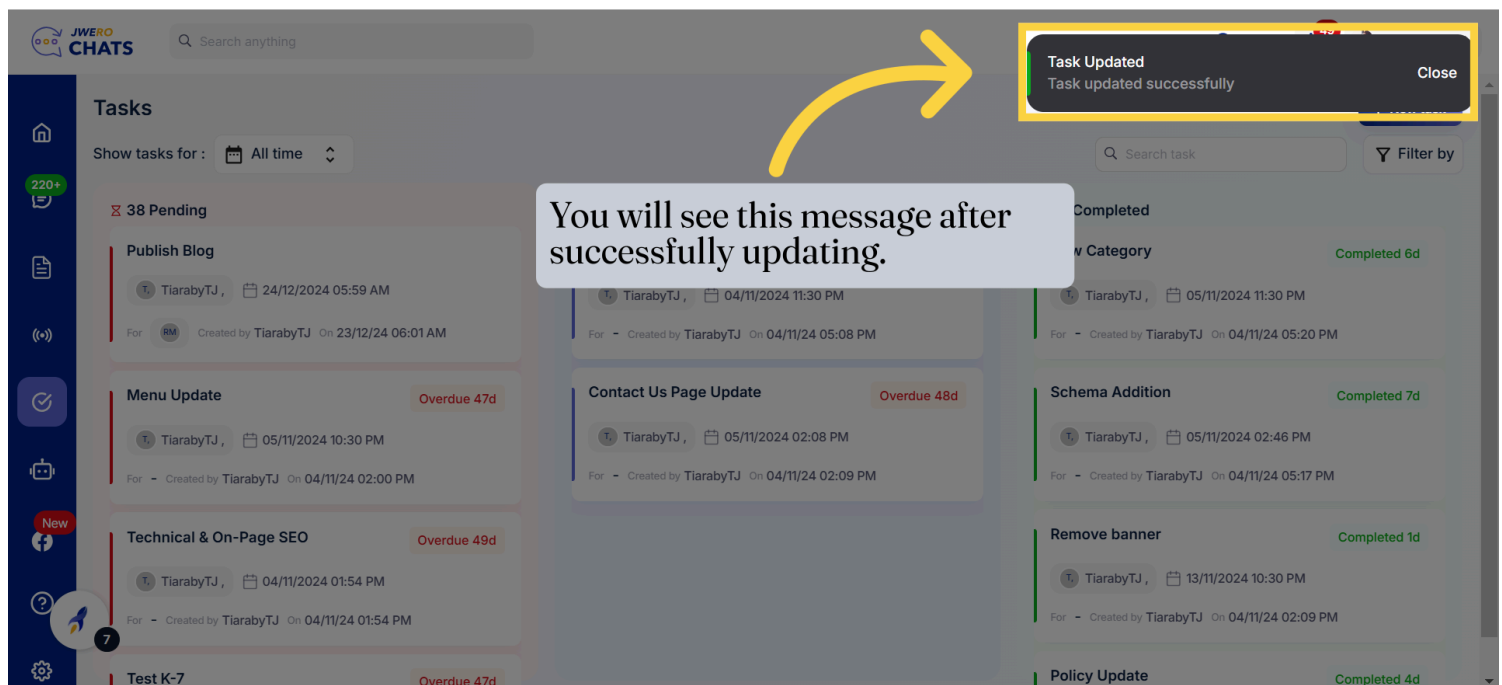 JWERO
CHATS
Search anything
Task Updated
Task updated successfully
Close
Tasks
Show tasks for :
All time
Search task
Filter by
220+
38 Pending
Completed
You will see this message after
successfully updating.
Publish Blog
T,
TiarabyTJ ,
24/12/2024 05:59 AM
For
RM
Created by TiarabyTJ On 23/12/24 06:01 AM
Menu Update
Overdue 47d
T,
TiarabyTJ ,
05/11/2024 10:30 PM
For - Created by TiarabyTJ On 04/11/24 02:00 PM
Technical & On-Page SEO
Overdue 49d
T,
TiarabyTJ ,
04/11/2024 01:54 PM
For - Created by TiarabyTJ On 04/11/24 01:54 PM
Test K-7
Overdue 47d
T,
TiarabyTJ ,
04/11/2024 11:30 PM
For - Created by TiarabyTJ On 04/11/24 05:08 PM
Contact Us Page Update
Overdue 48d
T,
TiarabyTJ ,
05/11/2024 02:08 PM
For - Created by TiarabyTJ On 04/11/24 02:09 PM
Category
Completed 6d
T,
TiarabyTJ ,
05/11/2024 11:30 PM
For - Created by TiarabyTJ On 04/11/24 05:20 PM
Schema Addition
Completed 7d
T,
TiarabyTJ ,
05/11/2024 02:46 PM
For - Created by TiarabyTJ On 04/11/24 05:17 PM
Remove banner
Completed 1d
T,
TiarabyTJ ,
13/11/2024 10:30 PM
For - Created by TiarabyTJ On 04/11/24 02:09 PM
Policy Update
Completed 4d
New
7